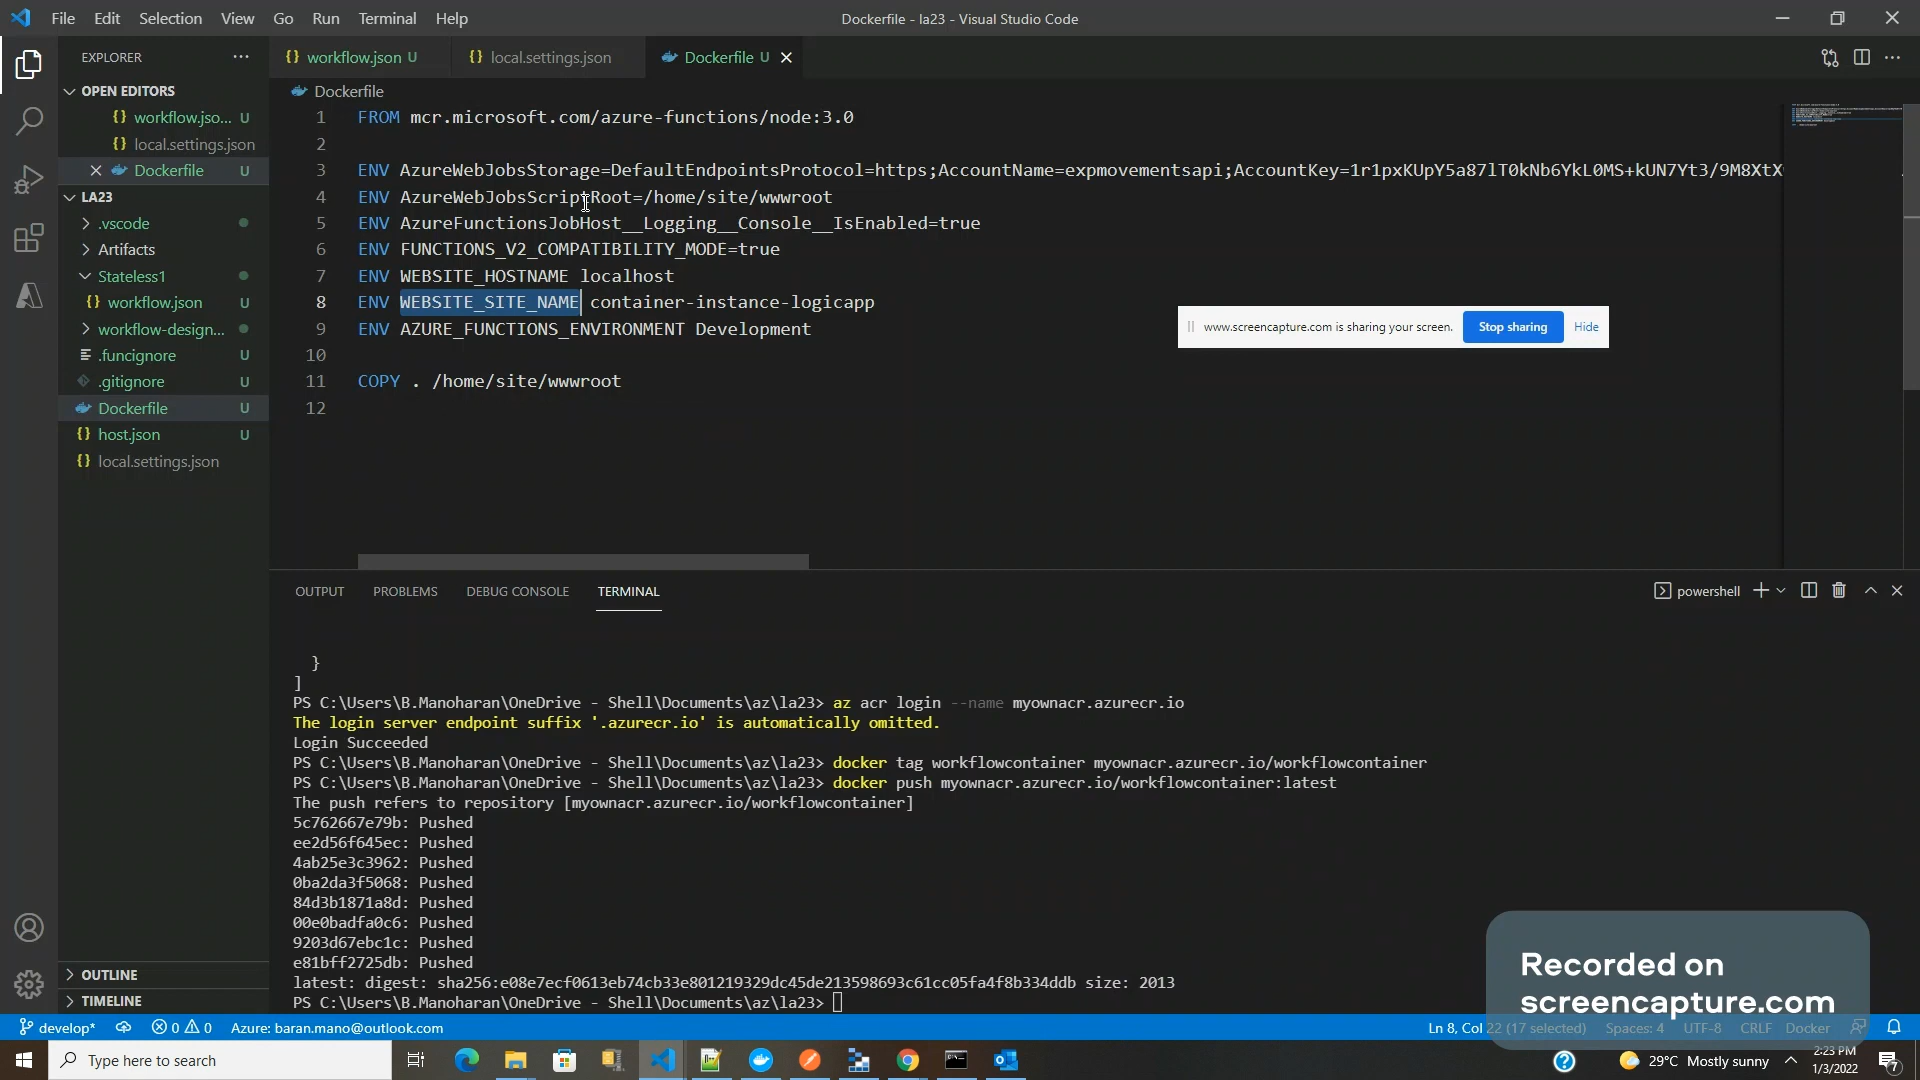 File Edit Selection View Go Run Terminal Help
Dockerfile - la23 - Visual Studio Code
EXPLORER
OPEN EDITORS
workflow.jso... U
local.settings.json
Dockerfile U
LA23
.vscode
Artifacts
Stateless1
workflow.json U
workflow-design...
.funcignore U
.gitignore U
Dockerfile U
host.json U
local.settings.json
OUTLINE
TIMELINE
workflow.json U
local.settings.json
Dockerfile U
Dockerfile
1 FROM mcr.microsoft.com/azure-functions/node:3.0
2
3 ENV AzureWebJobsStorage=DefaultEndpointsProtocol=https;AccountName=expmovementsapi;AccountKey=1r1pxKUpY5a87lT0kNb6YkL0MS+kUN7Yt3/9M8XtX
4 ENV AzureWebJobsScriptRoot=/home/site/wwwroot
5 ENV AzureFunctionsJobHost__Logging__Console__IsEnabled=true
6 ENV FUNCTIONS_V2_COMPATIBILITY_MODE=true
7 ENV WEBSITE_HOSTNAME localhost
8 ENV WEBSITE_SITE_NAME container-instance-logicapp
9 ENV AZURE_FUNCTIONS_ENVIRONMENT Development
10
11 COPY . /home/site/wwwroot
12
www.screencapture.com is sharing your screen. Stop sharing Hide
OUTPUT PROBLEMS DEBUG CONSOLE TERMINAL
powershell
}
]
PS C:\Users\B.Manoharan\OneDrive - Shell\Documents\az\la23> az acr login --name myownacr.azurecr.io
The login server endpoint suffix '.azurecr.io' is automatically omitted.
Login Succeeded
PS C:\Users\B.Manoharan\OneDrive - Shell\Documents\az\la23> docker tag workflowcontainer myownacr.azurecr.io/workflowcontainer
PS C:\Users\B.Manoharan\OneDrive - Shell\Documents\az\la23> docker push myownacr.azurecr.io/workflowcontainer:latest
The push refers to repository [myownacr.azurecr.io/workflowcontainer]
5c762667e79b: Pushed
ee2d56f645ec: Pushed
4ab25e3c3962: Pushed
0ba2da3f5068: Pushed
84d3b1871a8d: Pushed
00e0badfa0c6: Pushed
9203d67ebc1c: Pushed
e81bff2725db: Pushed
latest: digest: sha256:e08e7ecf0613eb74cb33e801219329dc45de213598693c61cc05fa4f8b334ddb size: 2013
PS C:\Users\B.Manoharan\OneDrive - Shell\Documents\az\la23>
Recorded on
screencapture.com
develop* 0 0 Azure: baran.mano@outlook.com
Ln 8, Col 22 (17 selected) Spaces: 4 UTF-8 CRLF Docker
Type here to search
29°C Mostly sunny
2:23 PM
1/3/2022
7